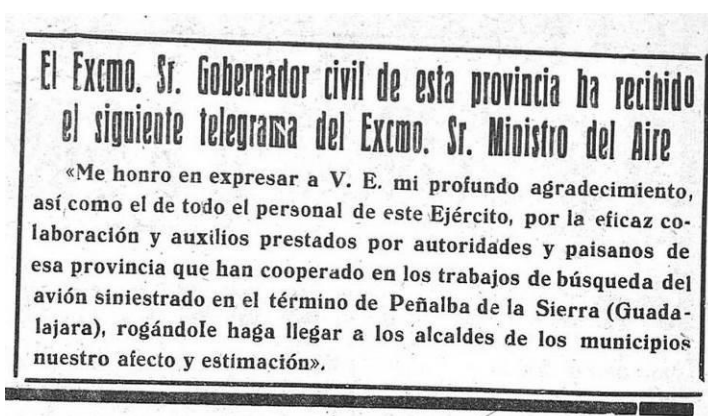 El Excmo. Sr. Gobernador civil de esta provincia ha recibido
el siguiente telegrama del Excmo. Sr. Ministro del Aire
«Me honro en expresar a V. E. mi profundo agradecimiento,
así como el de todo el personal de este Ejército, por la eficaz co-
laboración y auxilios prestados por autoridades y paisanos de
esa provincia que han cooperado en los trabajos de búsqueda del
avión siniestrado en el término de Peñalba de la Sierra (Guada-
lajara), rogándole haga llegar a los alcaldes de los municipios
nuestro afecto y estimación».